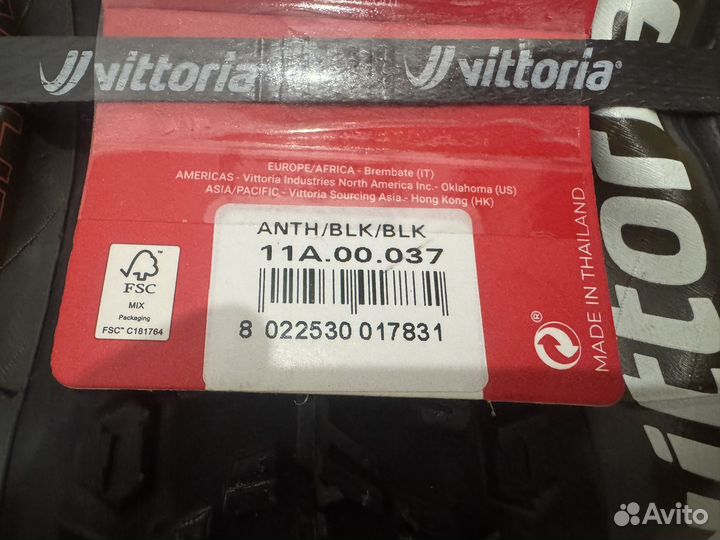 vittoria
vittoria®
EUROPE/AFRICA - Brembate (IT)
AMERICAS - Vittoria Industries North America Inc.- Oklahoma (US)
ASIA/PACIFIC - Vittoria Sourcing Asia.- Hong Kong (HK)
ANTH/BLK/BLK
11A.00.037
8 022530 017831
FSC
MIX
Packaging
FSC™ C181764
MADE IN THAILAND
®
Avito